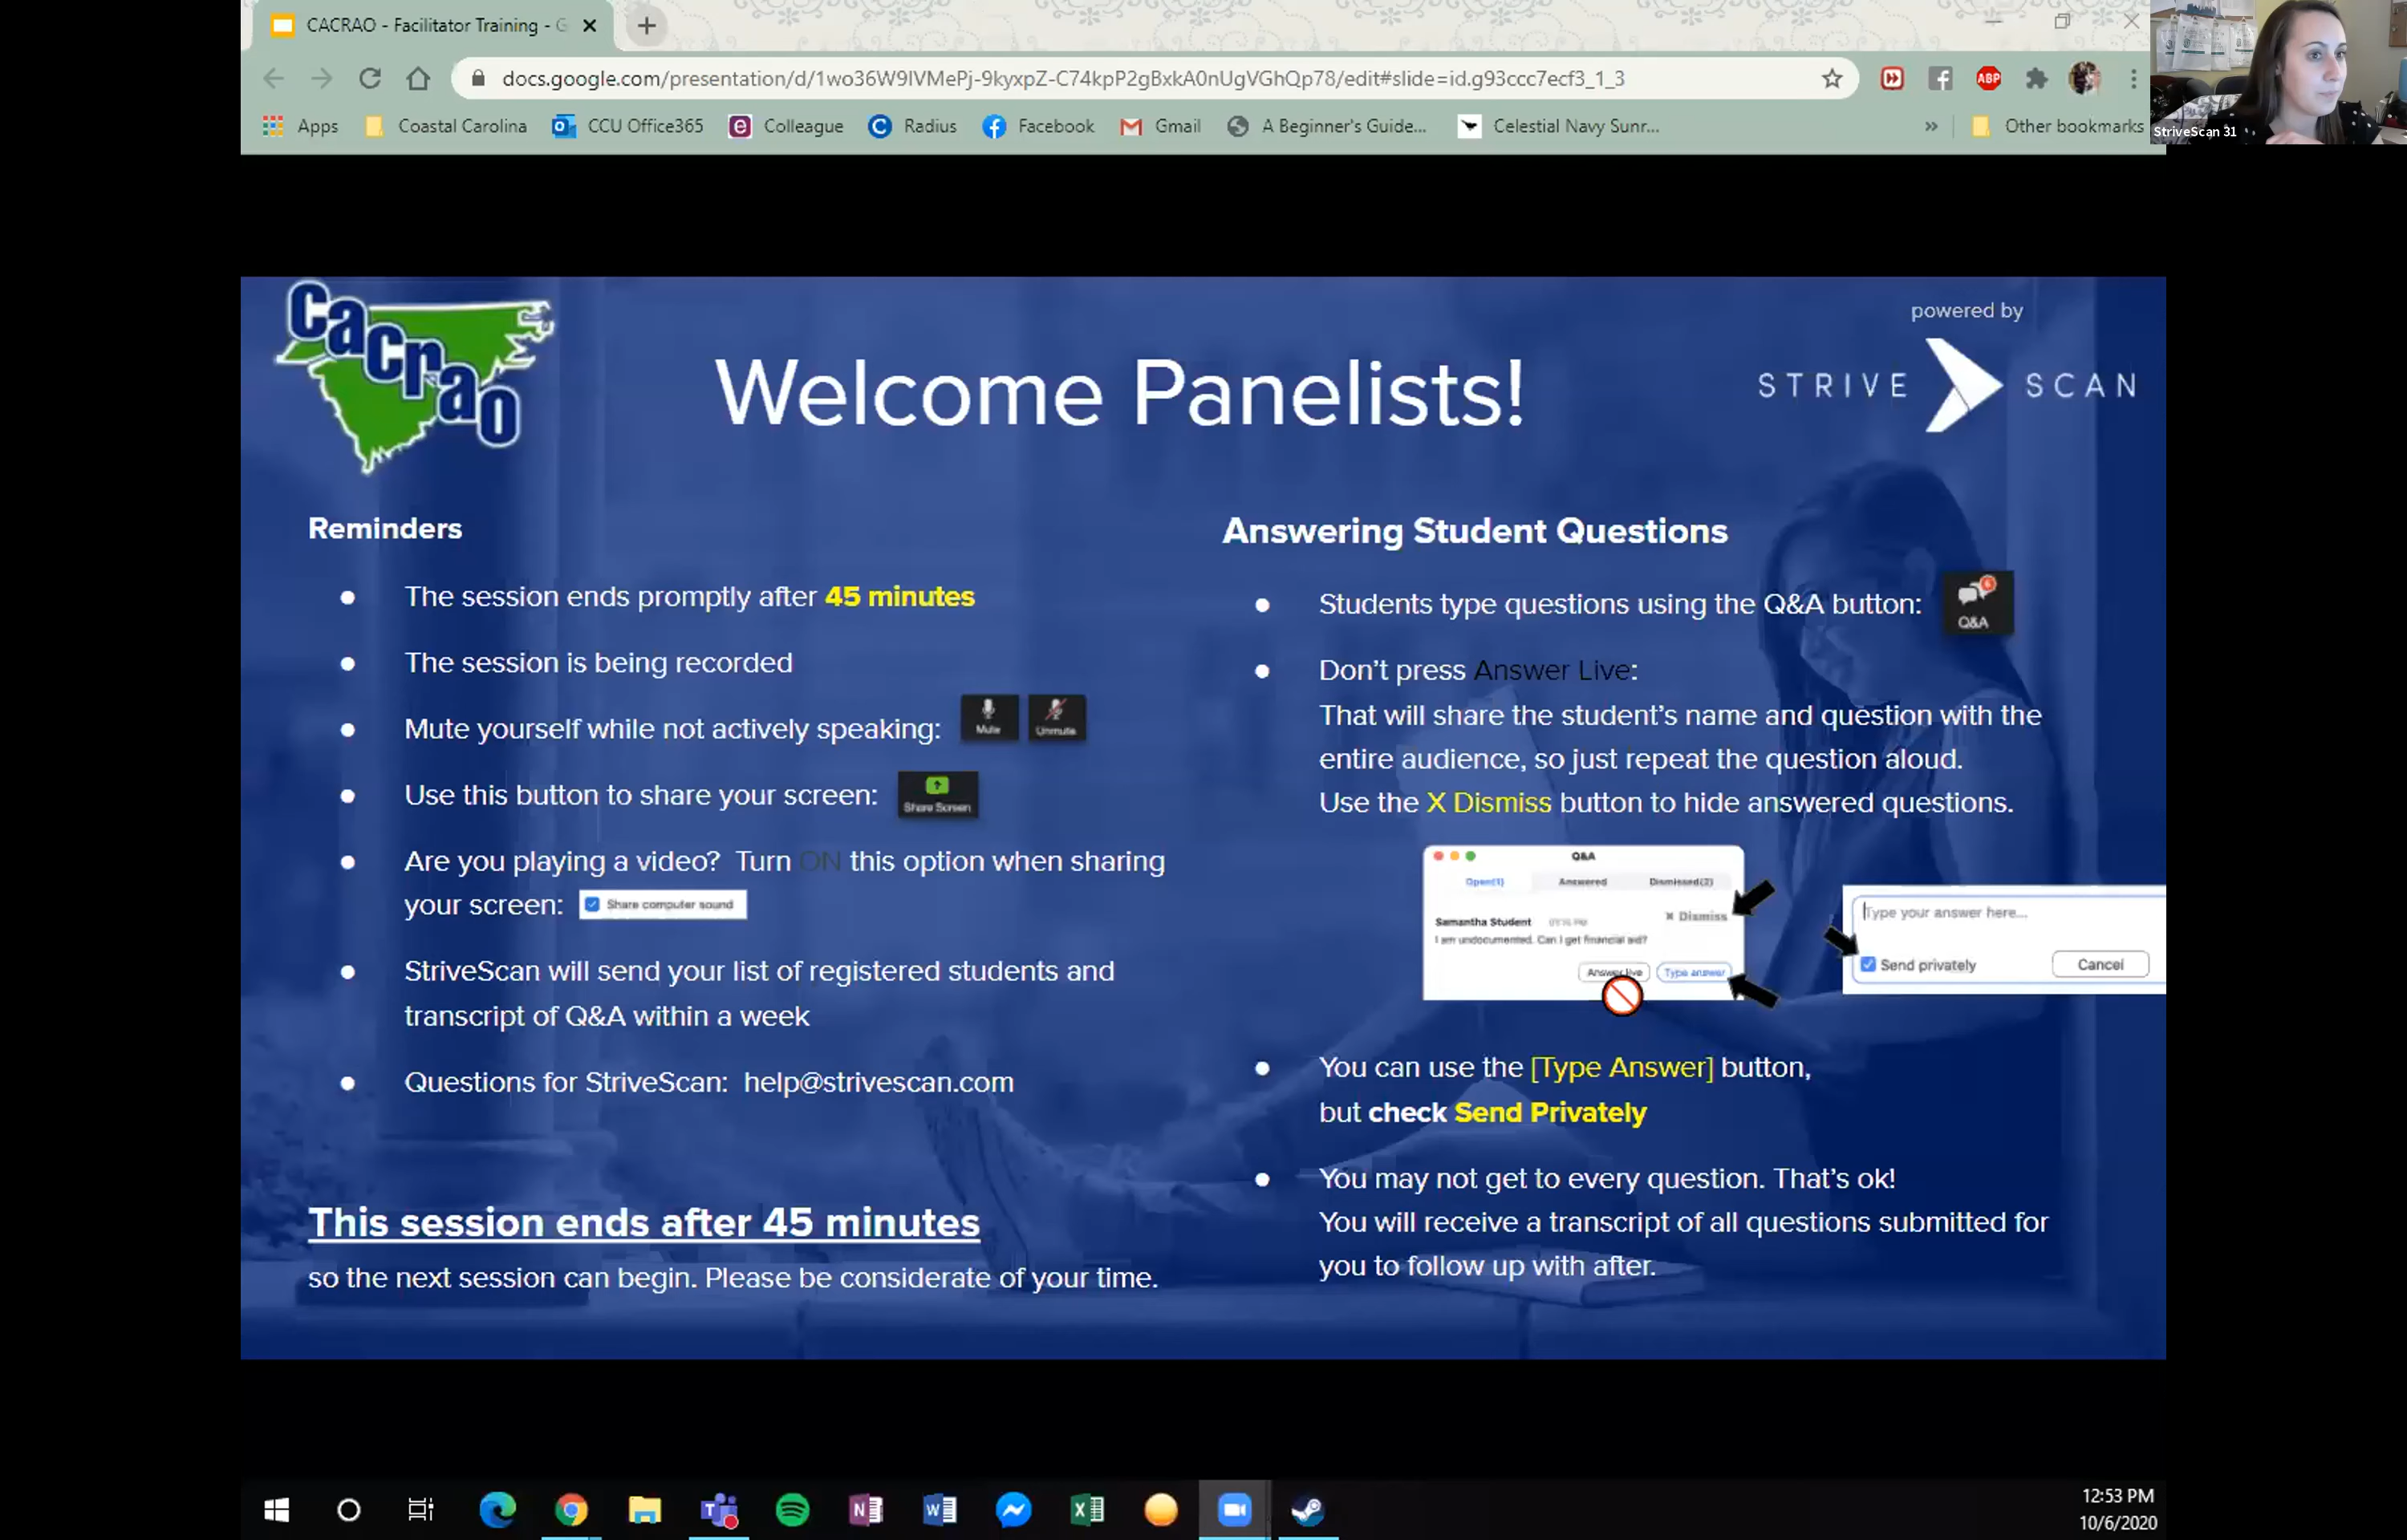 CACRAO - Facilitator Training - G
docs.google.com/presentation/d/1wo36W9IVMePj-9kyxpZ-C74kpP2gBxkA0nUgVGhQp78/edit#slide=id.g93ccc7ecf3_1_3
ABP
Apps
Coastal Carolina
CCU Office365
Colleague
Radius
Facebook
Gmail
A Beginner's Guide...
Celestial Navy Sunr...
Other bookmarks
StriveScan 31
Cacrao
Welcome Panelists!
powered by
STRIVE SCAN
Reminders
The session ends promptly after 45 minutes
The session is being recorded
Mute yourself while not actively speaking:
Mute
Unmute
Use this button to share your screen:
Share Screen
Are you playing a video? Turn ON this option when sharing
your screen:
Share computer sound
StriveScan will send your list of registered students and
transcript of Q&A within a week
Questions for StriveScan: help@strivescan.com
This session ends after 45 minutes
so the next session can begin. Please be considerate of your time.
Answering Student Questions
Students type questions using the Q&A button:
Q&A
Don't press Answer Live:
That will share the student's name and question with the
entire audience, so just repeat the question aloud.
Use the X Dismiss button to hide answered questions.
Q&A
Open(1)
Answered
Dismissed(2)
Samantha Student
Dismiss
I am undocumented. Can I get financial aid?
Answer live
Type answer
Type your answer here...
Send privately
Cancel
You can use the [Type Answer] button,
but check Send Privately
You may not get to every question. That's ok!
You will receive a transcript of all questions submitted for
you to follow up with after.
12:53 PM
10/6/2020